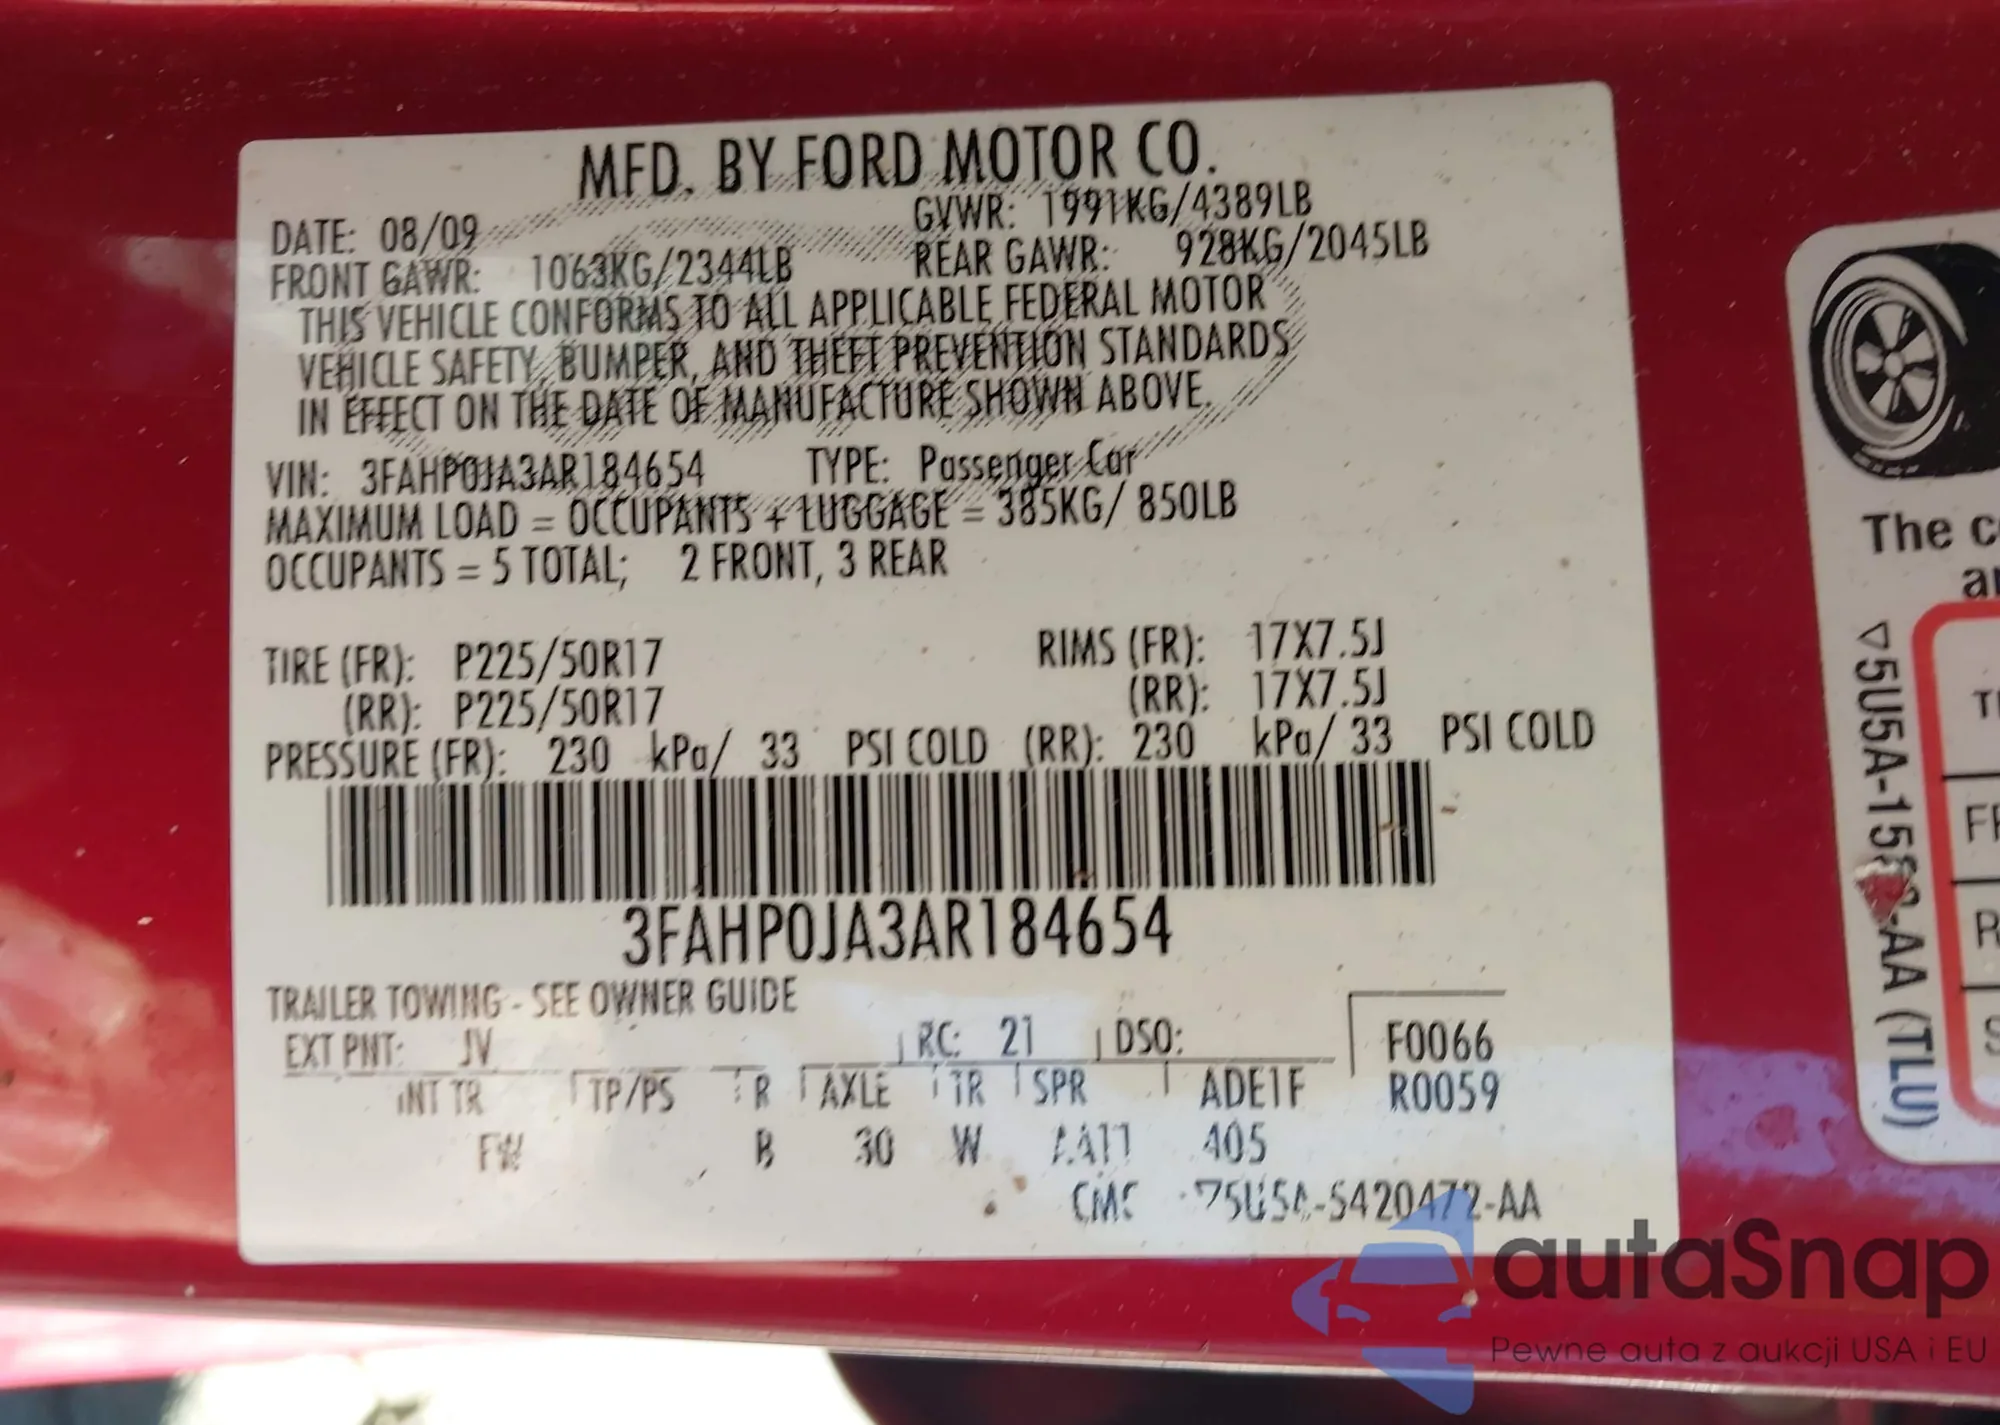 MFD. BY FORD MOTOR CO.
DATE: 08/09 GVWR: 1991KG/4389LB
FRONT GAWR: 1063KG/2344LB REAR GAWR: 928KG/2045LB
THIS VEHICLE CONFORMS TO ALL APPLICABLE FEDERAL MOTOR
VEHICLE SAFETY, BUMPER, AND THEFT PREVENTION STANDARDS
IN EFFECT ON THE DATE OF MANUFACTURE SHOWN ABOVE.
VIN: 3FAHP0JA3AR184654 TYPE: Passenger Car
MAXIMUM LOAD = OCCUPANTS + LUGGAGE = 385KG/ 850LB
OCCUPANTS = 5 TOTAL; 2 FRONT, 3 REAR
TIRE (FR): P225/50R17 RIMS (FR): 17X7.5J
(RR): P225/50R17 (RR): 17X7.5J
PRESSURE (FR): 230 kPa/ 33 PSI COLD (RR): 230 kPa/ 33 PSI COLD
3FAHP0JA3AR184654
TRAILER TOWING - SEE OWNER GUIDE
EXT PNT: JV RC: 21 DSO: F0066
INT TR TP/PS R AXLE TR SPR ADE1F R0059
FW B 30 W 405
The
(TLU)
autaSnap
Pewne auta z aukcji USA i EU